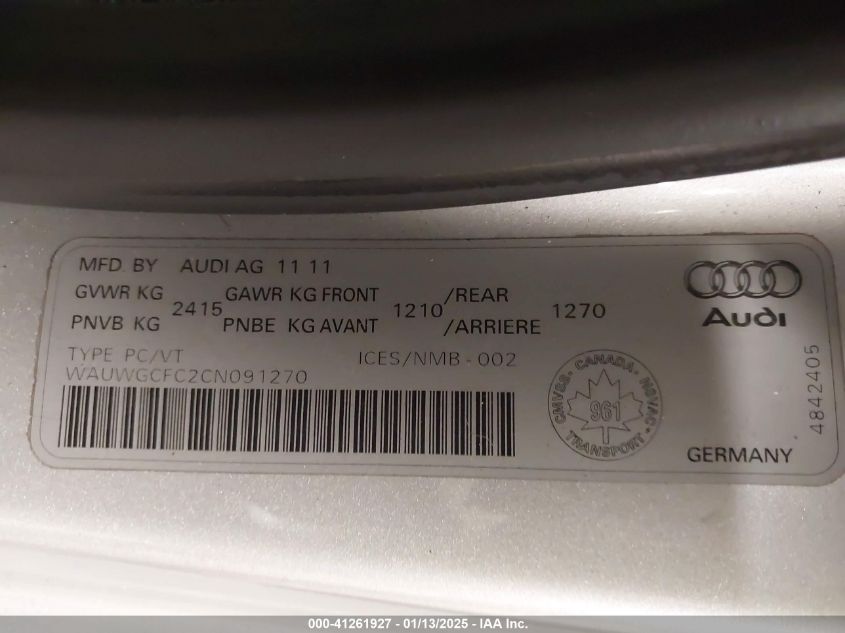 MFD BY AUDI AG 11 11
GVWR KG 2415 GAWR KG FRONT 1210 /REAR 1270
PNVB KG PNBE KG AVANT /ARRIERE
Audi
TYPE PC/VT ICES/NMB-002
WAUWGCFC2CN091270
CMVSS • CANADA • NSVAC •
961
TRANSPORT
GERMANY
4842405
000-41261927 - 01/13/2025 - IAA Inc.